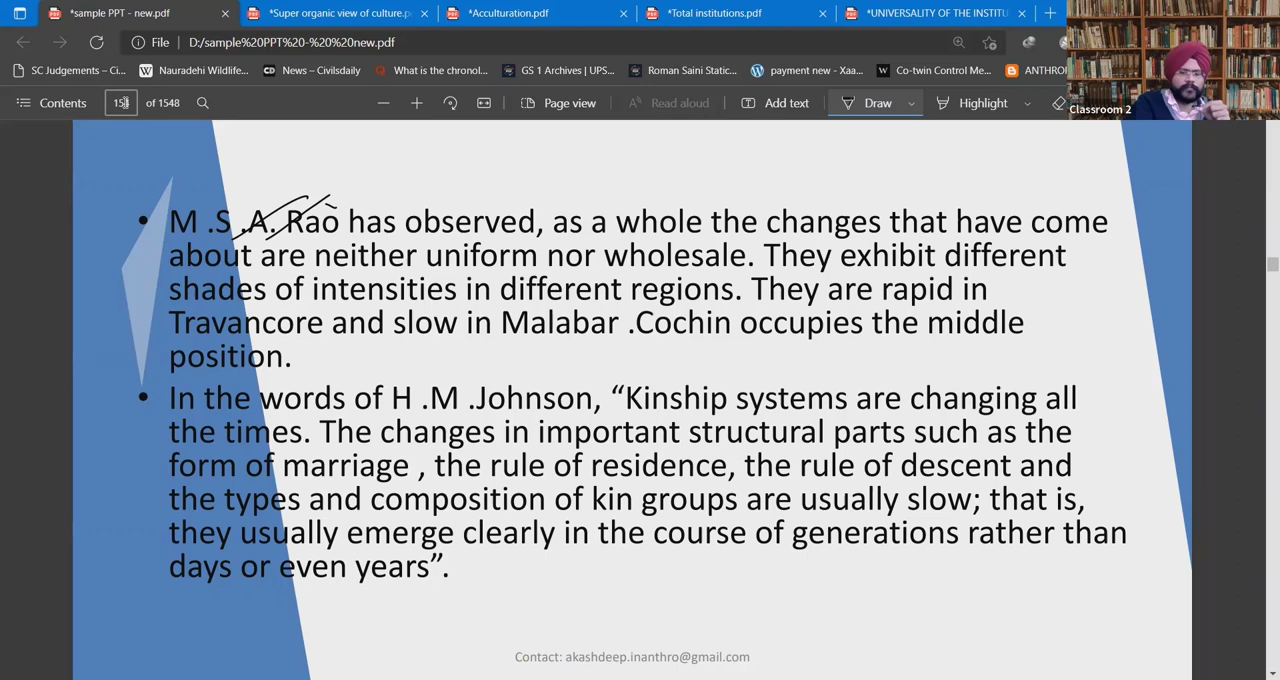 *sample PPT - new.pdf
*Super organic view of culture.p
*Acculturation.pdf
*Total institutions.pdf
*UNIVERSALITY OF THE INSTITU
File
D:/sample%20PPT%20-%20%20new.pdf
SC Judgements – Ci...
Nauradehi Wildlife...
CD News – Civilsdaily
What is the chronol...
GS 1 Archives | UPS...
Roman Saini Static...
payment new - Xaa...
W Co-twin Control Me...
ANTHRO
Classroom 2
Contents
of 1548
Page view
Read aloud
Add text
Draw
Highlight
• M .S .A. Rao has observed, as a whole the changes that have come
about are neither uniform nor wholesale. They exhibit different
shades of intensities in different regions. They are rapid in
Travancore and slow in Malabar .Cochin occupies the middle
position.
• In the words of H .M .Johnson, “Kinship systems are changing all
the times. The changes in important structural parts such as the
form of marriage , the rule of residence, the rule of descent and
the types and composition of kin groups are usually slow; that is,
they usually emerge clearly in the course of generations rather than
days or even years”.
Contact: akashdeep.inanthro@gmail.com